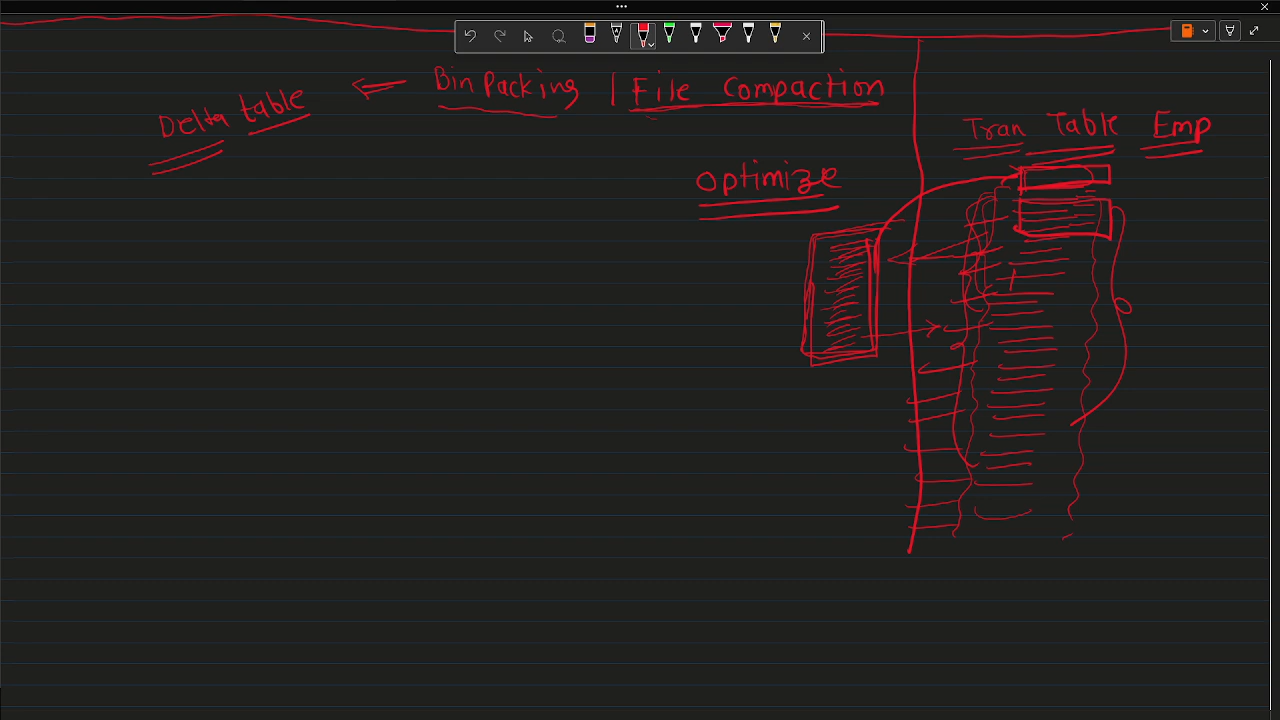 Bin Packing | File Compaction
Delta table
Optimize
Tran Table Emp